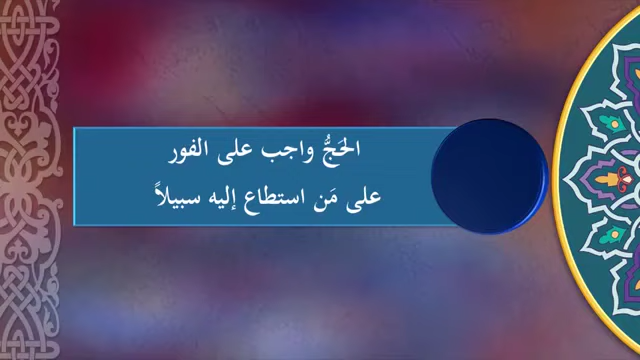 الحَجُّ واجب على الفور
على مَن استطاع إليه سبيلاً